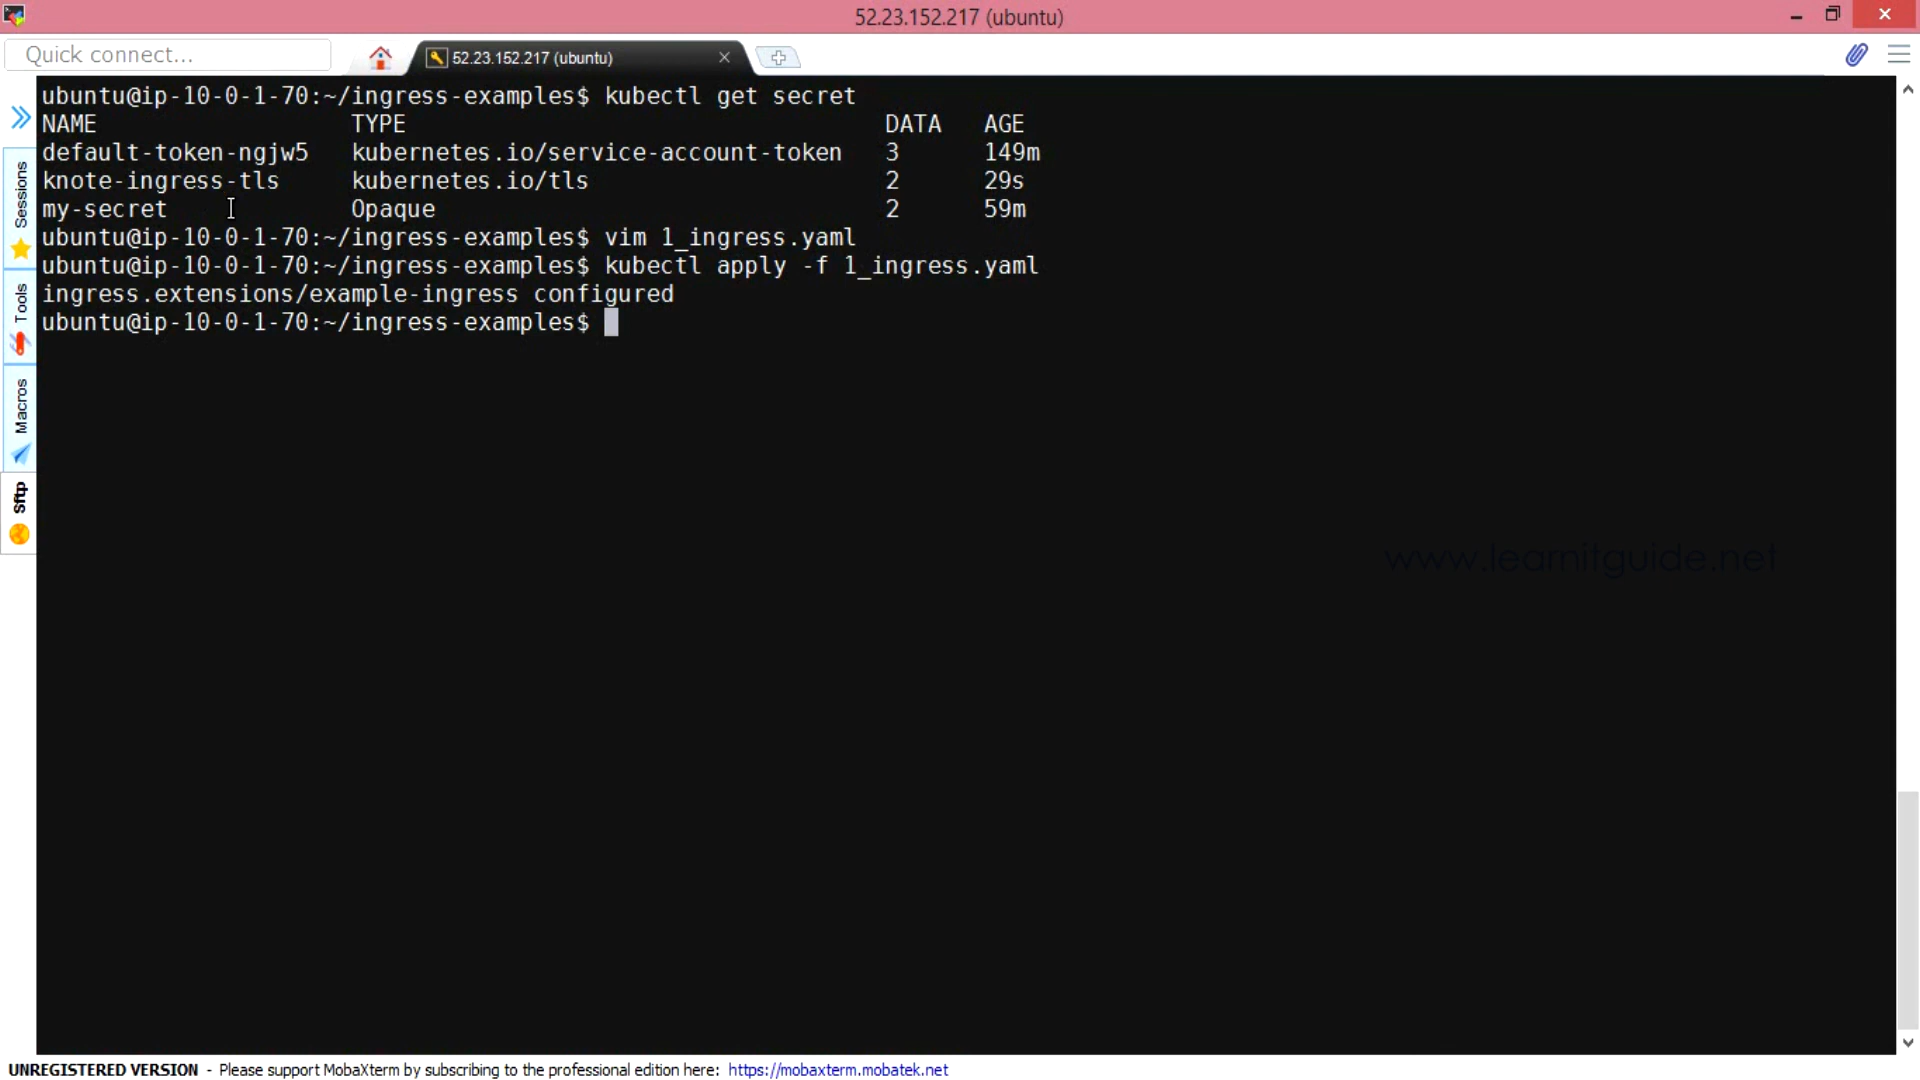 52.23.152.217 (ubuntu)
Quick connect...
52.23.152.217 (ubuntu)
ubuntu@ip-10-0-1-70:~/ingress-examples$ kubectl get secret
NAME TYPE DATA AGE
default-token-ngjw5 kubernetes.io/service-account-token 3 149m
knote-ingress-tls kubernetes.io/tls 2 29s
my-secret Opaque 2 59m
ubuntu@ip-10-0-1-70:~/ingress-examples$ vim 1_ingress.yaml
ubuntu@ip-10-0-1-70:~/ingress-examples$ kubectl apply -f 1_ingress.yaml
ingress.extensions/example-ingress configured
ubuntu@ip-10-0-1-70:~/ingress-examples$
Sessions
Tools
Macros
Sftp
www.learnitguide.net
UNREGISTERED VERSION - Please support MobaXterm by subscribing to the professional edition here: https://mobaxterm.mobatek.net